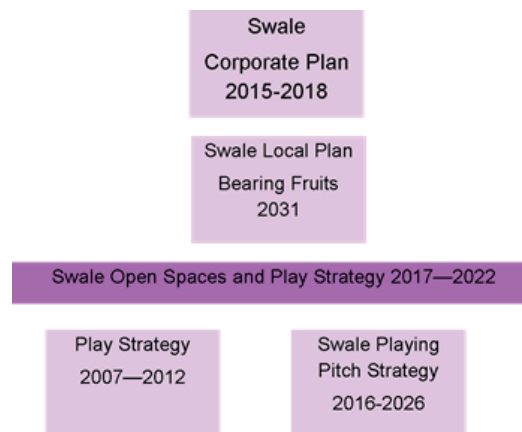 Swale
Corporate Plan
2015-2018
Swale Local Plan
Bearing Fruits
2031
Swale Open Spaces and Play Strategy 2017—2022
Play Strategy
2007—2012
Swale Playing
Pitch Strategy
2016-2026